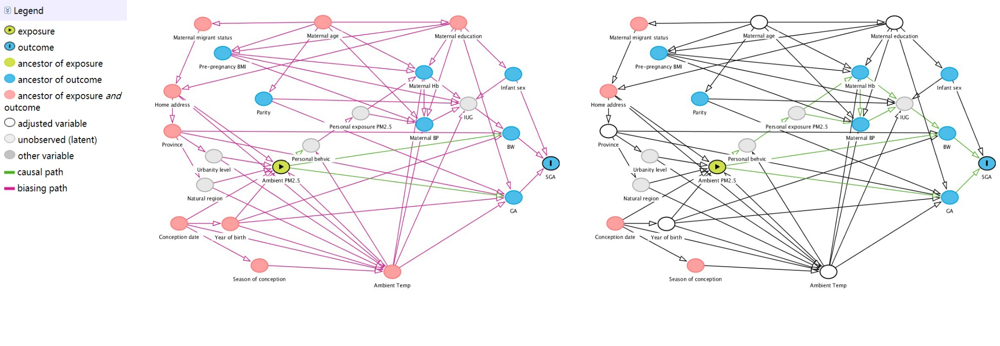 Legend
exposure
outcome
ancestor of exposure
ancestor of outcome
ancestor of exposure and
outcome
adjusted variable
unobserved (latent)
other variable
causal path
biasing path
Maternal migrant status
Maternal age
Maternal education
Pre-pregnancy BMI
Maternal Hb
Infant sex
Home address
Parity
IUG
Personal exposure PM2.5
Maternal BP
Province
BW
Personal behvic
Urbanity level
SGA
Ambient PM2.5
Natural region
GA
Conception date
Year of birth
Season of conception
Ambient Temp
Maternal migrant status
Maternal age
Maternal education
Pre-pregnancy BMI
Maternal Hb
Infant sex
Home address
Parity
IUG
Personal exposure PM2.5
Maternal BP
Province
BW
Personal behvic
Urbanity level
SGA
Ambient PM2.5
Natural region
GA
Conception date
Year of birth
Season of conception
Ambient Temp